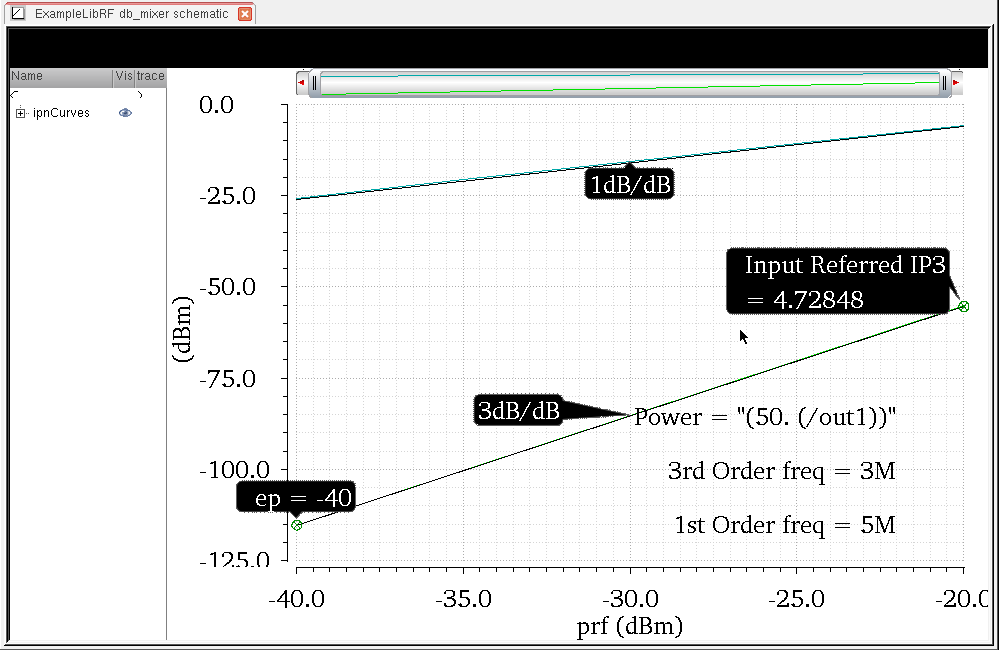 ExampleLibRF db_mixer schematic
Name Vis trace
ipnCurves
0.0
-25.0
-50.0
-75.0
-100.0
-125.0
(dBm)
1dB/dB
Input Referred IP3
= 4.72848
3dB/dB
Power = "(50. (/out1))"
3rd Order freq = 3M
ep = -40
1st Order freq = 5M
-40.0 -35.0 -30.0 -25.0 -20.0
prf (dBm)